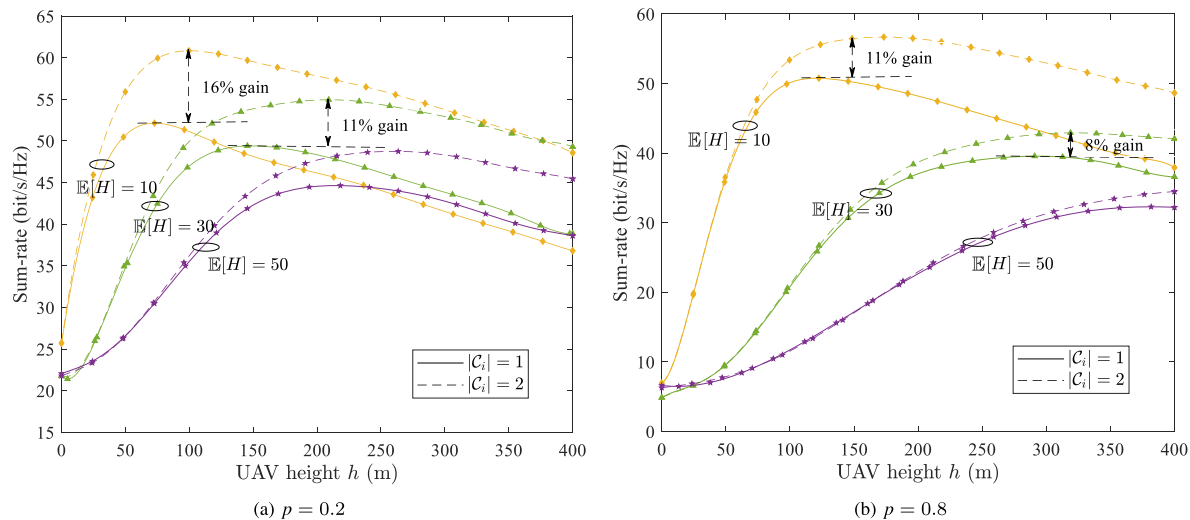 65
60
55
50
45
40
35
30
25
20
15
Sum-rate (bit/s/Hz)
16% gain
11% gain
𝔼[H] = 10
𝔼[H] = 30
𝔼[H] = 50
|𝒞ᵢ| = 1
|𝒞ᵢ| = 2
0 50 100 150 200 250 300 350 400
UAV height h (m)
(a) p = 0.2
60
50
40
30
20
10
0
Sum-rate (bit/s/Hz)
11% gain
8% gain
𝔼[H] = 10
𝔼[H] = 30
𝔼[H] = 50
|𝒞ᵢ| = 1
|𝒞ᵢ| = 2
0 50 100 150 200 250 300 350 400
UAV height h (m)
(b) p = 0.8